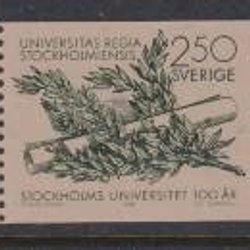 UNIVERSITAS REGIA 2.50
STOCKHOLMIENSIS SVERIGE
STOCKHOLMS UNIVERSITET 100 ÅR